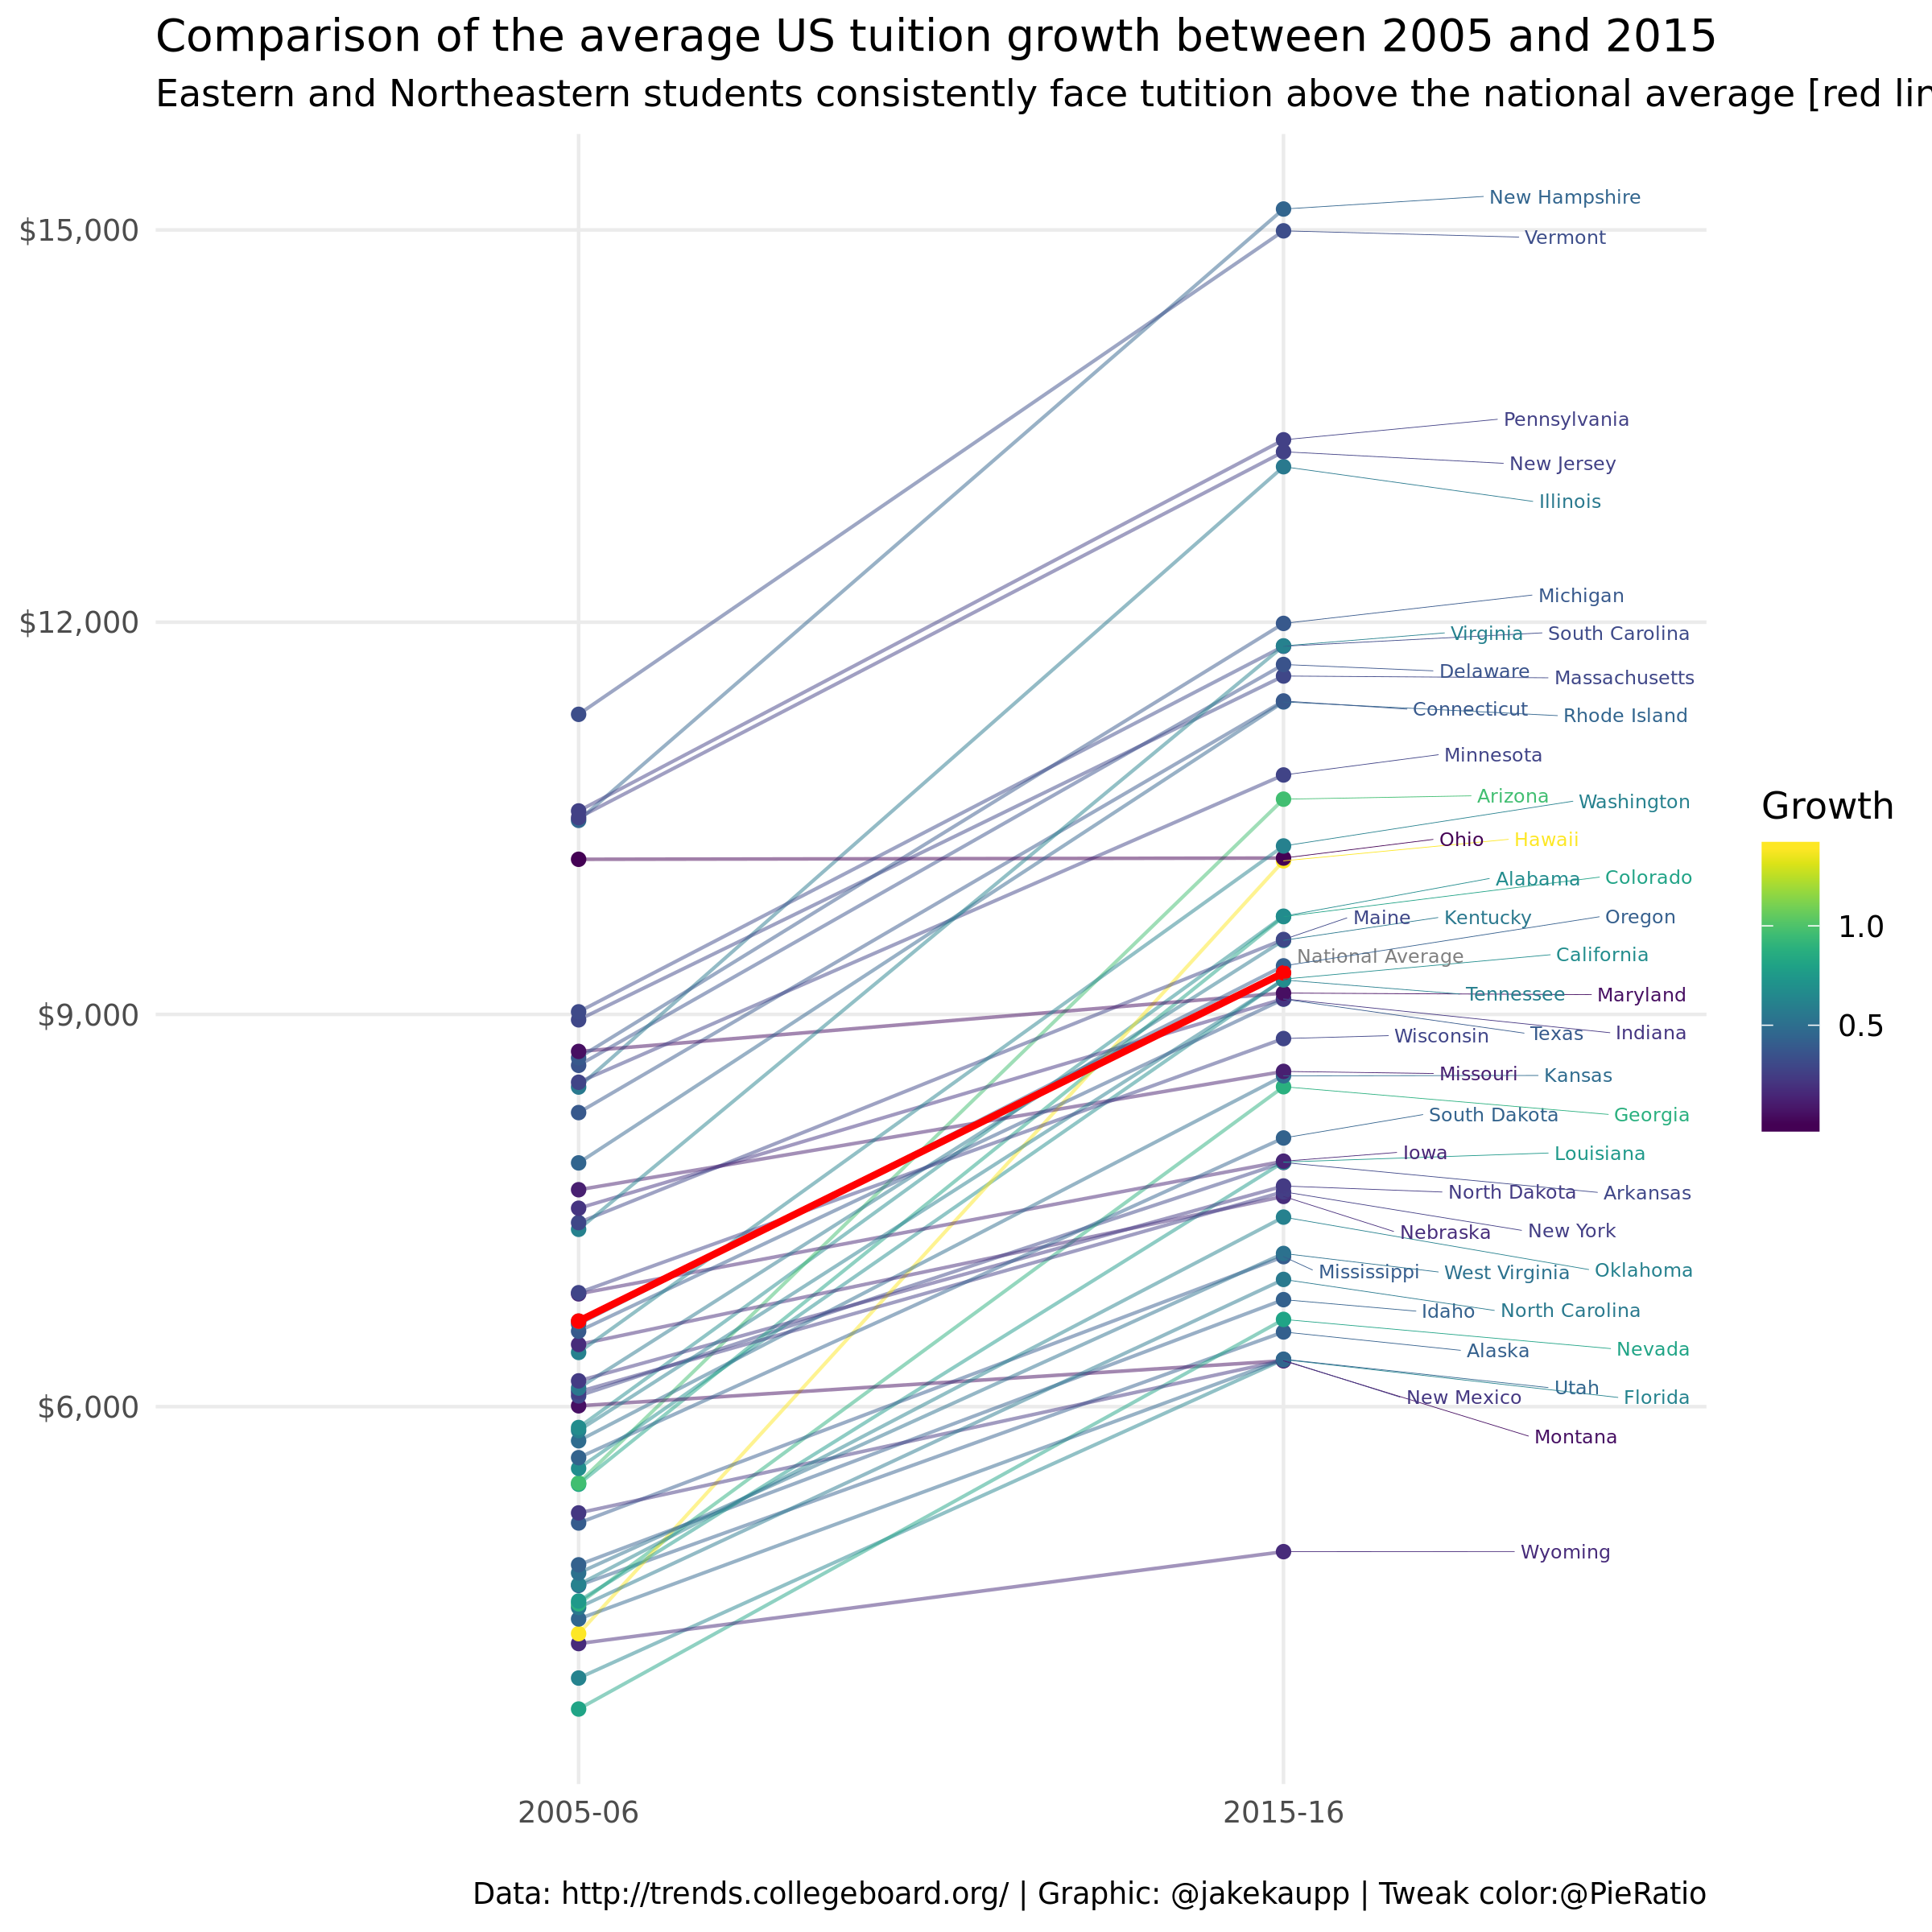 Comparison of the average US tuition growth between 2005 and 2015
Eastern and Northeastern students consistently face tutition above the national average [red lin
$15,000
$12,000
$9,000
$6,000
New Hampshire
Vermont
Pennsylvania
New Jersey
Illinois
Michigan
Virginia South Carolina
Delaware Massachusetts
Connecticut Rhode Island
Minnesota
Arizona Washington
Ohio Hawaii
Alabama Colorado
Maine Kentucky Oregon
National Average California
Tennessee Maryland
Wisconsin Texas Indiana
Missouri Kansas
South Dakota Georgia
Iowa Louisiana
North Dakota Arkansas
Nebraska New York
Mississippi West Virginia Oklahoma
Idaho North Carolina
Alaska Nevada
Utah
New Mexico Florida
Montana
Wyoming
Growth
1.0
0.5
2005-06 2015-16
Data: http://trends.collegeboard.org/ | Graphic: @jakekaupp | Tweak color:@PieRatio